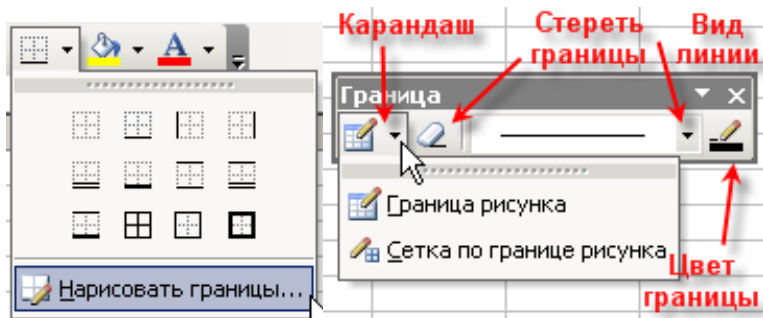 Карандаш
Стереть
границы
Вид
линии
А
Граница
Граница рисунка
Сетка по границе рисунка
Нарисовать границы...
Цвет
границы